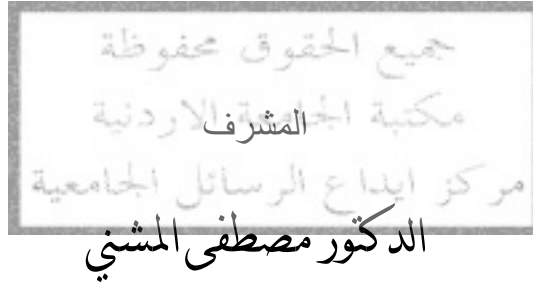 جميع الحقوق محفوظة
مكتبة الجامعة الاردنية
المشرف
مركز ايداع الرسائل الجامعية
الدكتور مصطفى المشني